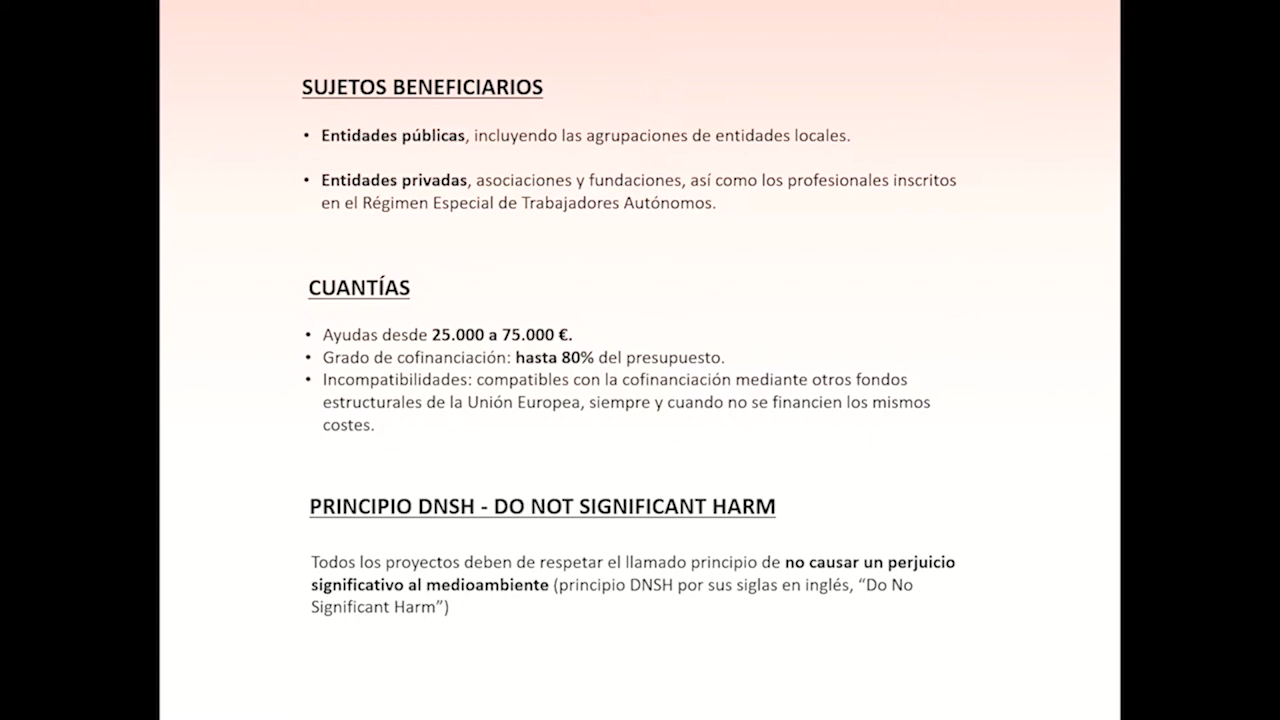 SUJETOS BENEFICIARIOS
• Entidades públicas, incluyendo las agrupaciones de entidades locales.
• Entidades privadas, asociaciones y fundaciones, así como los profesionales inscritos
en el Régimen Especial de Trabajadores Autónomos.
CUANTÍAS
• Ayudas desde 25.000 a 75.000 €.
• Grado de cofinanciación: hasta 80% del presupuesto.
• Incompatibilidades: compatibles con la cofinanciación mediante otros fondos
estructurales de la Unión Europea, siempre y cuando no se financien los mismos
costes.
PRINCIPIO DNSH - DO NOT SIGNIFICANT HARM
Todos los proyectos deben de respetar el llamado principio de no causar un perjuicio
significativo al medioambiente (principio DNSH por sus siglas en inglés, “Do No
Significant Harm”)